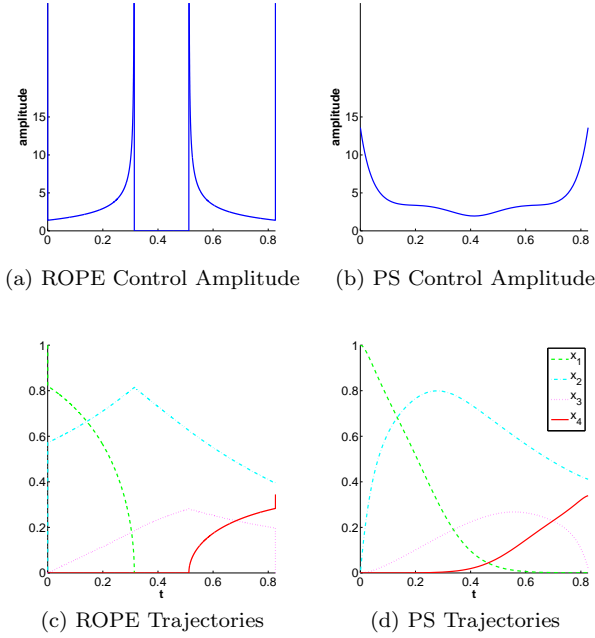 amplitude
15
10
5
0
0 0.2 0.4 0.6 0.8
(a) ROPE Control Amplitude
amplitude
15
10
5
0
0 0.2 0.4 0.6 0.8
(b) PS Control Amplitude
1
0.8
0.6
0.4
0.2
0
0 0.2 0.4 0.6 0.8
t
(c) ROPE Trajectories
1
0.8
0.6
0.4
0.2
0
0 0.2 0.4 0.6 0.8
t
x1
x2
x3
x4
(d) PS Trajectories